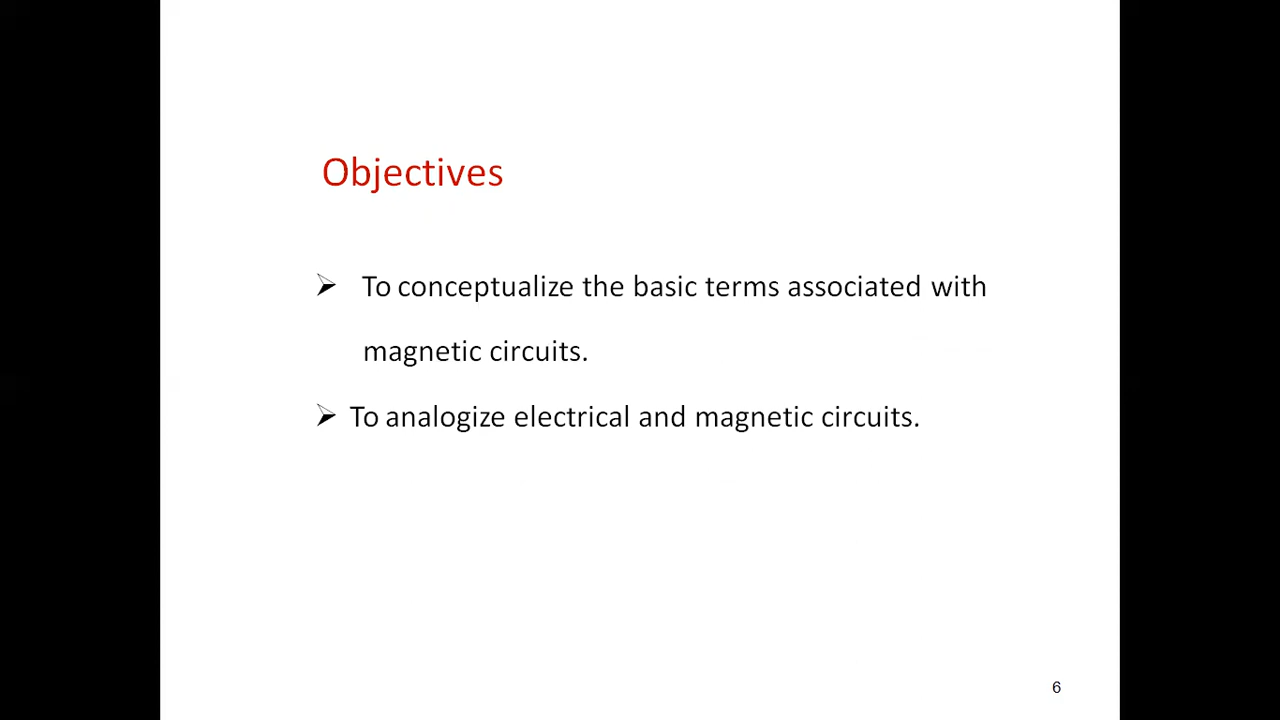 Objectives
➢ To conceptualize the basic terms associated with
magnetic circuits.
➢ To analogize electrical and magnetic circuits.
6